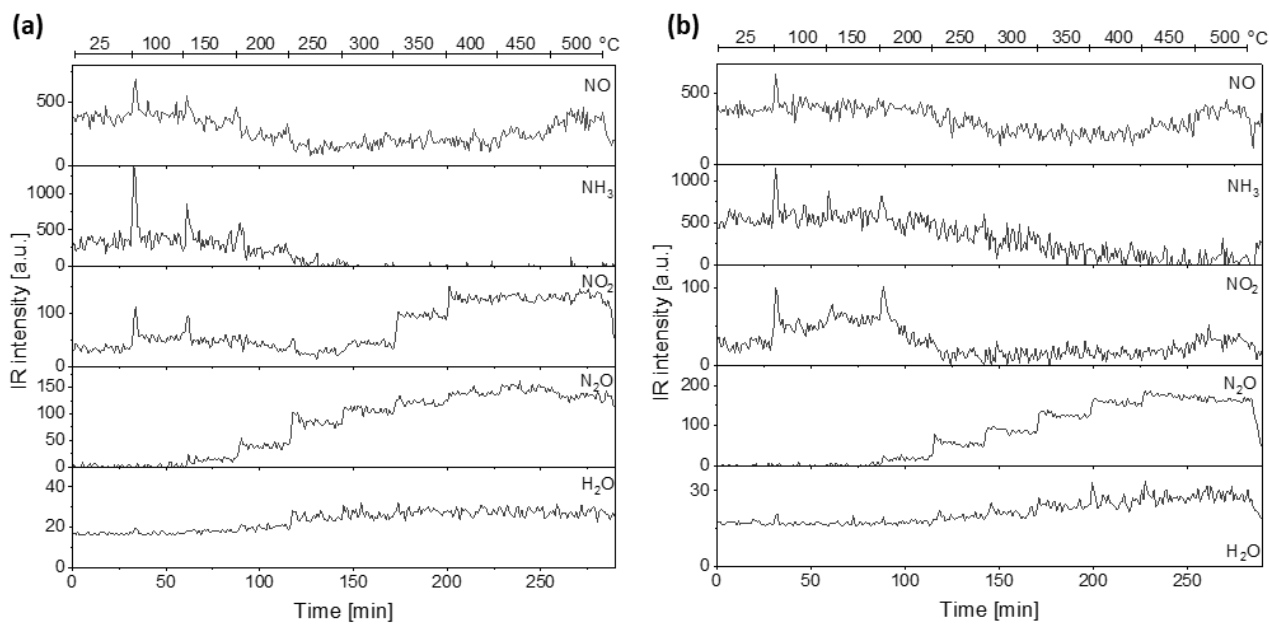 (a)
25 100 150 200 250 300 350 400 450 500 °C
NO
500
0
NH3
1000
500
0
NO2
100
0
N2O
150
100
50
0
H2O
40
20
0
0 50 100 150 200 250
Time [min]
IR intensity [a.u.]
(b)
25 100 150 200 250 300 350 400 450 500 °C
NO
500
0
NH3
1000
500
0
NO2
100
0
N2O
200
100
0
H2O
30
0
0 50 100 150 200 250
Time [min]
IR intensity [a.u.]